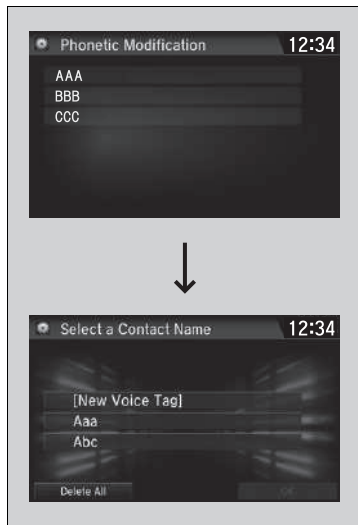 Phonetic Modification 12:34
AAA
BBB
CCC
Select a Contact Name 12:34
[New Voice Tag]
Aaa
Abc
Delete All OK